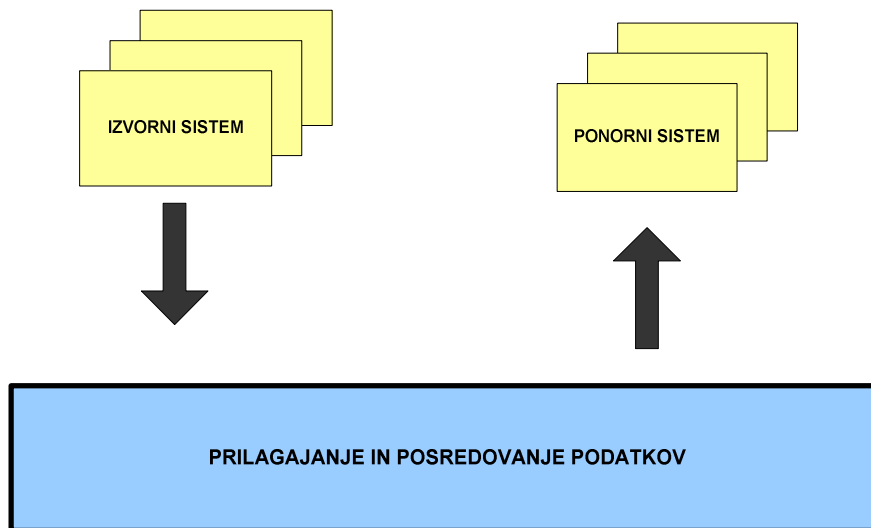 IZVORNI SISTEM
PONORNI SISTEM
PRILAGAJANJE IN POSREDOVANJE PODATKOV